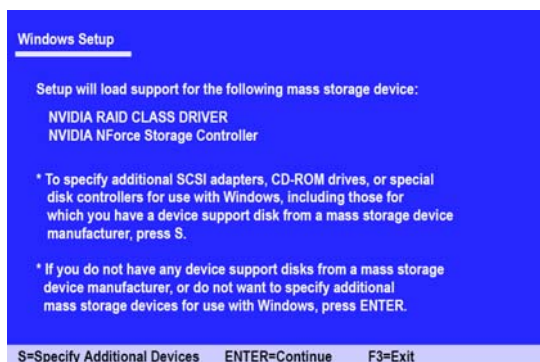 Windows Setup
Setup will load support for the following mass storage device:
NVIDIA RAID CLASS DRIVER
NVIDIA NForce Storage Controller
* To specify additional SCSI adapters, CD-ROM drives, or special
disk controllers for use with Windows, including those for
which you have a device support disk from a mass storage device
manufacturer, press S.
* If you do not have any device support disks from a mass storage
device manufacturer, or do not want to specify additional
mass storage devices for use with Windows, press ENTER.
S=Specify Additional Devices ENTER=Continue F3=Exit